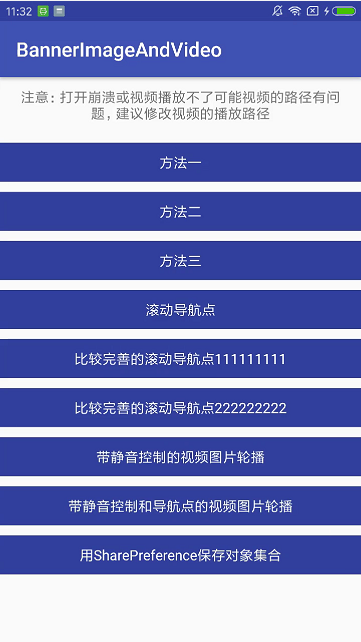 11:32
BannerImageAndVideo
注意：打开崩溃或视频播放不了可能视频的路径有问
题，建议修改视频的播放路径
方法一
方法二
方法三
滚动导航点
比较完善的滚动导航点111111111
比较完善的滚动导航点222222222
带静音控制的视频图片轮播
带静音控制和导航点的视频图片轮播
用SharePreference保存对象集合